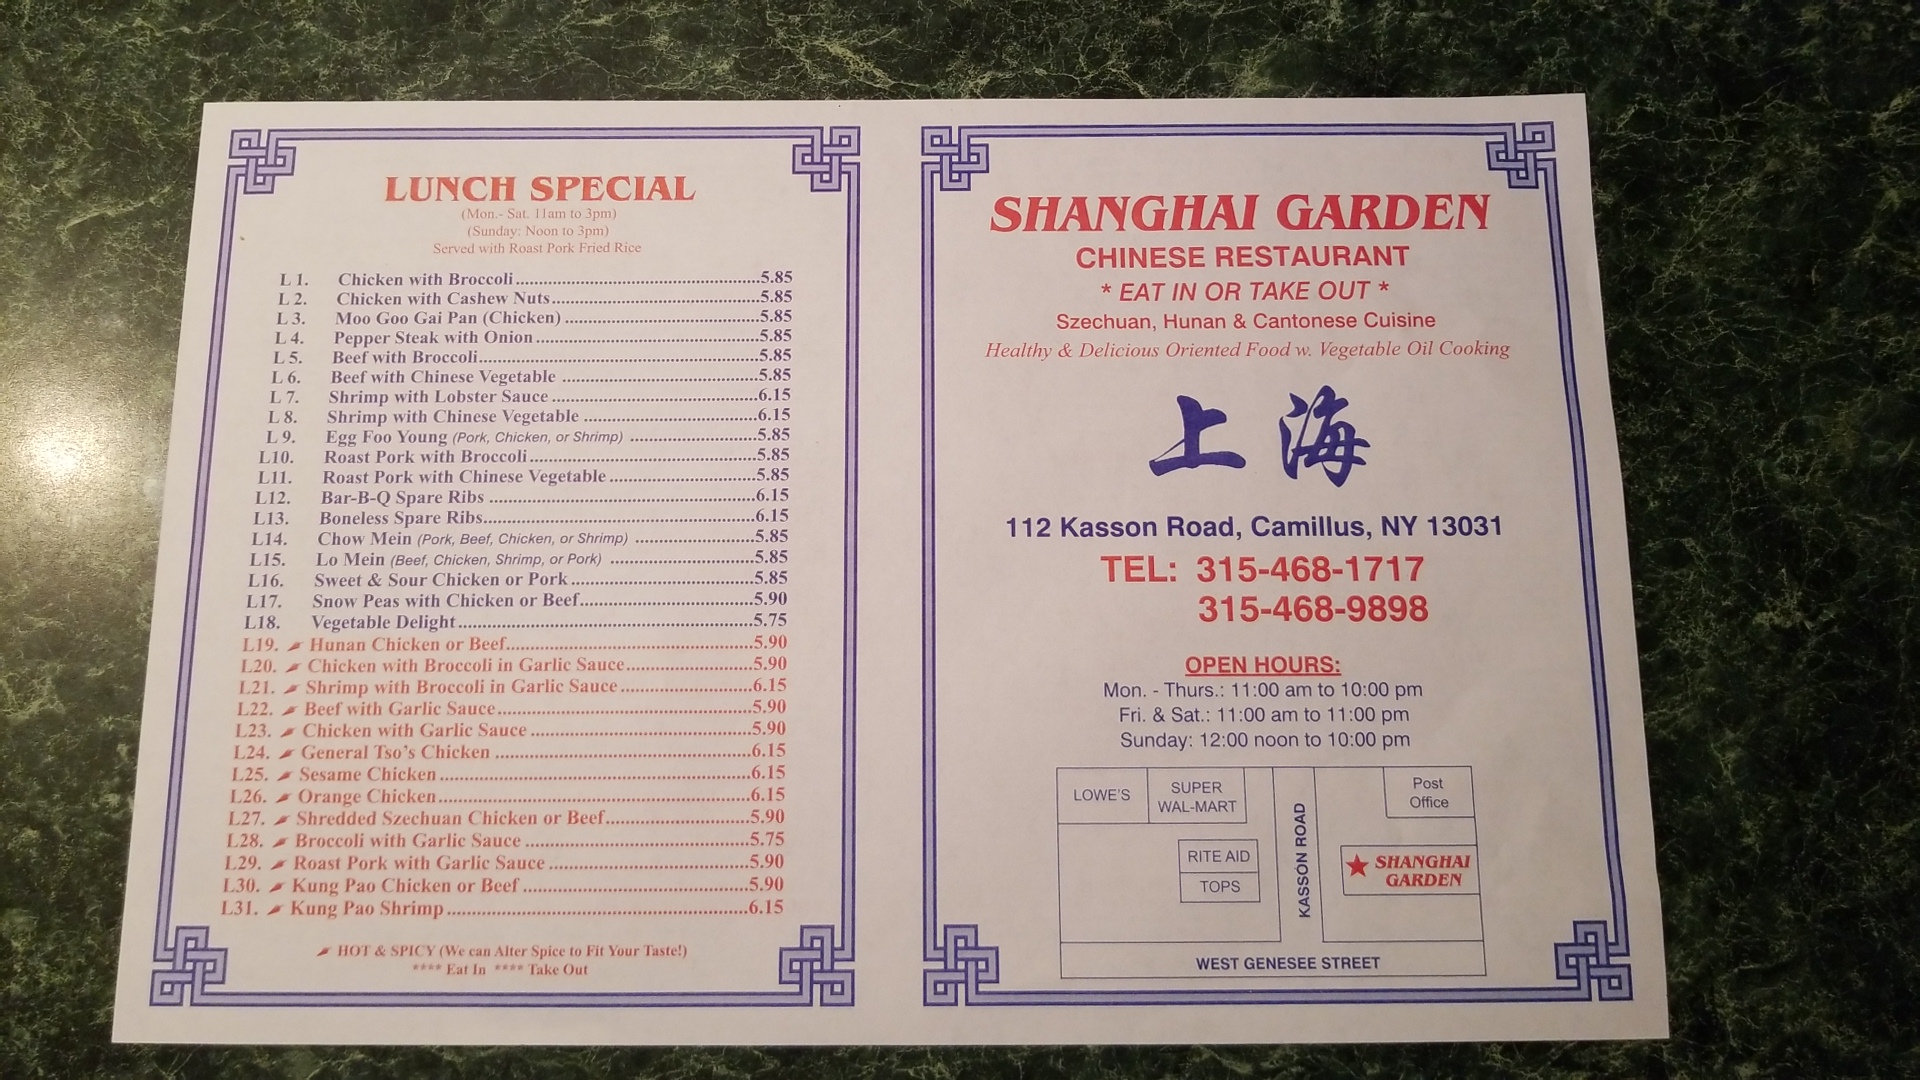 LUNCH SPECIAL
(Mon.- Sat. 11am to 3pm)
(Sunday: Noon to 3pm)
Served with Roast Pork Fried Rice
L 1. Chicken with Broccoli....................5.85
L 2. Chicken with Cashew Nuts....................5.85
L 3. Moo Goo Gai Pan (Chicken)....................5.85
L 4. Pepper Steak with Onion....................5.85
L 5. Beef with Broccoli....................5.85
L 6. Beef with Chinese Vegetable....................5.85
L 7. Shrimp with Lobster Sauce....................6.15
L 8. Shrimp with Chinese Vegetable....................6.15
L 9. Egg Foo Young (Pork, Chicken, or Shrimp)....................5.85
L10. Roast Pork with Broccoli....................5.85
L11. Roast Pork with Chinese Vegetable....................5.85
L12. Bar-B-Q Spare Ribs....................6.15
L13. Boneless Spare Ribs....................6.15
L14. Chow Mein (Pork, Beef, Chicken, or Shrimp)....................5.85
L15. Lo Mein (Beef, Chicken, Shrimp, or Pork)....................5.85
L16. Sweet & Sour Chicken or Pork....................5.85
L17. Snow Peas with Chicken or Beef....................5.90
L18. Vegetable Delight....................5.75
L19. Hunan Chicken or Beef....................5.90
L20. Chicken with Broccoli in Garlic Sauce....................5.90
L21. Shrimp with Broccoli in Garlic Sauce....................6.15
L22. Beef with Garlic Sauce....................5.90
L23. Chicken with Garlic Sauce....................5.90
L24. General Tso's Chicken....................6.15
L25. Sesame Chicken....................6.15
L26. Orange Chicken....................6.15
L27. Shredded Szechuan Chicken or Beef....................5.90
L28. Broccoli with Garlic Sauce....................5.75
L29. Roast Pork with Garlic Sauce....................5.90
L30. Kung Pao Chicken or Beef....................5.90
L31. Kung Pao Shrimp....................6.15
HOT & SPICY (We can Alter Spice to Fit Your Taste!)
**** Eat In **** Take Out
SHANGHAI GARDEN
CHINESE RESTAURANT
* EAT IN OR TAKE OUT *
Szechuan, Hunan & Cantonese Cuisine
Healthy & Delicious Oriented Food w. Vegetable Oil Cooking
上海
112 Kasson Road, Camillus, NY 13031
TEL: 315-468-1717
315-468-9898
OPEN HOURS:
Mon. - Thurs.: 11:00 am to 10:00 pm
Fri. & Sat.: 11:00 am to 11:00 pm
Sunday: 12:00 noon to 10:00 pm
LOWE'S
SUPER
WAL-MART
RITE AID
TOPS
KASSON ROAD
Post
Office
SHANGHAI
GARDEN
WEST GENESEE STREET